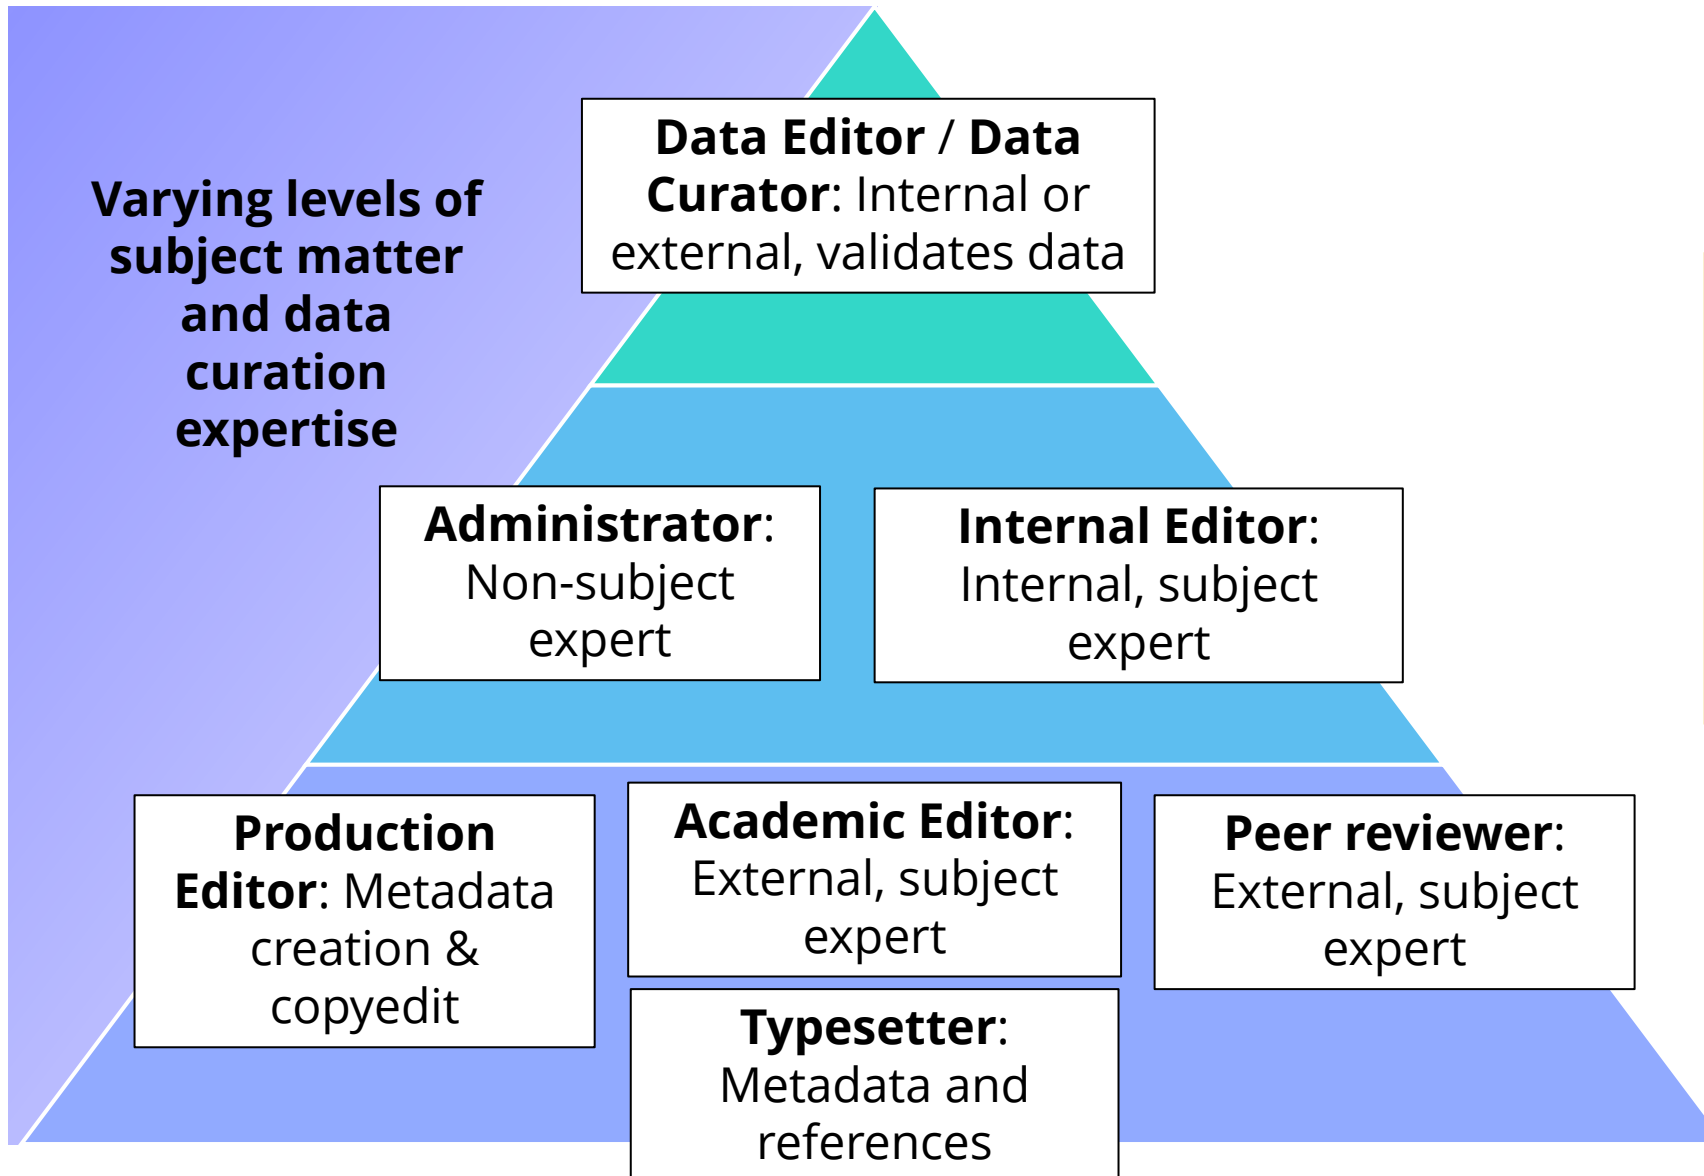 Varying levels of
subject matter
and data
curation
expertise
Data Editor / Data
Curator: Internal or
external, validates data
Administrator:
Non-subject
expert
Internal Editor:
Internal, subject
expert
Production
Editor: Metadata
creation &
copyedit
Academic Editor:
External, subject
expert
Peer reviewer:
External, subject
expert
Typesetter:
Metadata and
references